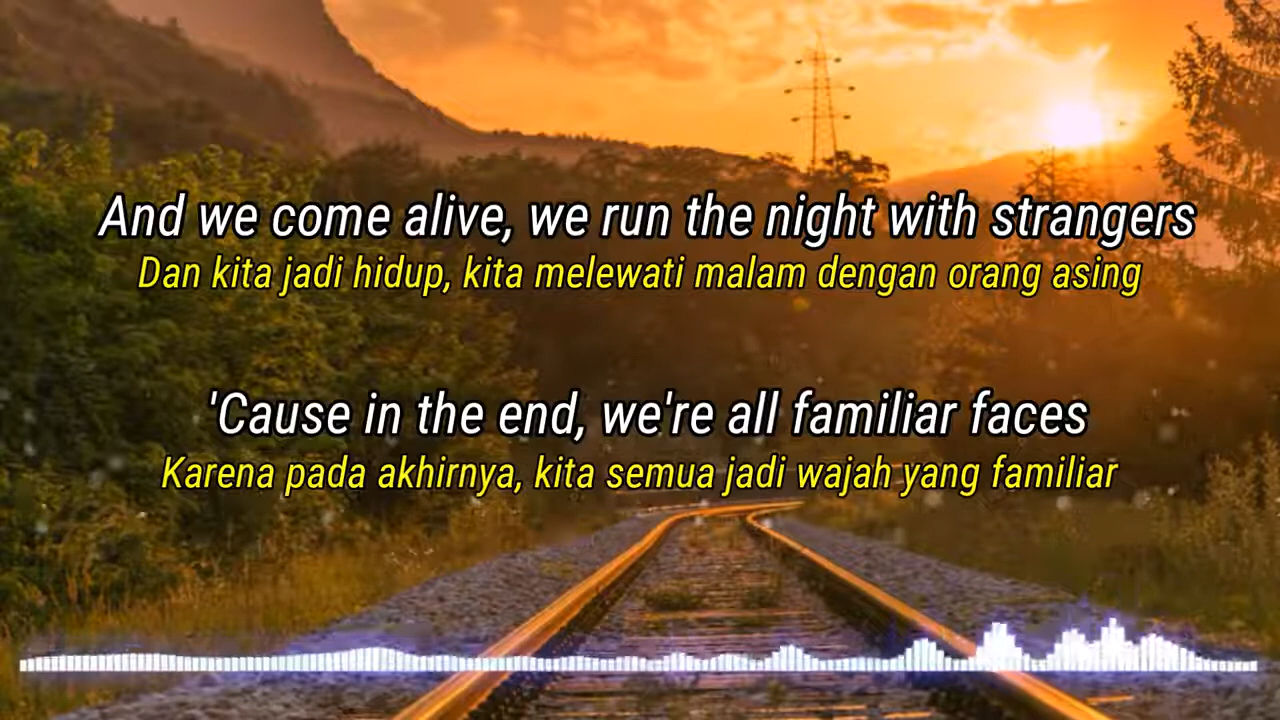 And we come alive, we run the night with strangers
Dan kita jadi hidup, kita melewati malam dengan orang asing
'Cause in the end, we're all familiar faces
Karena pada akhirnya, kita semua jadi wajah yang familiar